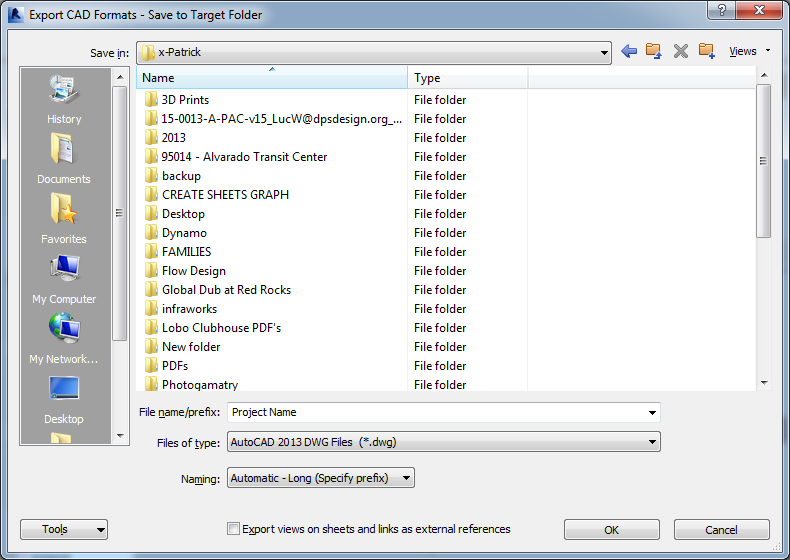 Export CAD Formats - Save to Target Folder
Save in: x-Patrick Views
Name Type
History
Documents
Favorites
My Computer
My Network...
Desktop
3D Prints File folder
15-0013-A-PAC-v15_LucW@dpsdesign.org_... File folder
2013 File folder
95014 - Alvarado Transit Center File folder
backup File folder
CREATE SHEETS GRAPH File folder
Desktop File folder
Dynamo File folder
FAMILIES File folder
Flow Design File folder
Global Dub at Red Rocks File folder
infraworks File folder
Lobo Clubhouse PDF's File folder
New folder File folder
PDFs File folder
Photogamatry File folder
File name/prefix: Project Name
Files of type: AutoCAD 2013 DWG Files (*.dwg)
Naming: Automatic - Long (Specify prefix)
Tools Export views on sheets and links as external references OK Cancel